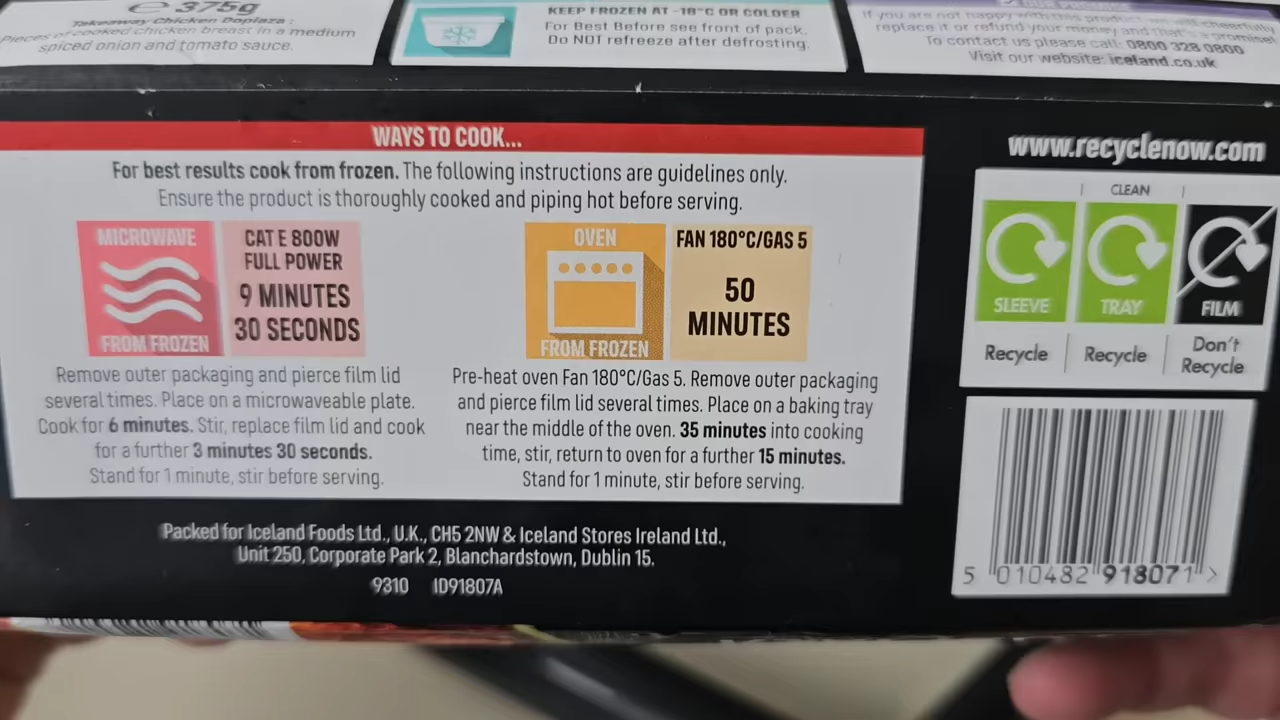 ℮ 375g
Takeaway Chicken Dopiaza :
Pieces of cooked chicken breast in a medium
spiced onion and tomato sauce.
KEEP FROZEN AT -18°C OR COLDER
For Best Before see front of pack.
Do NOT refreeze after defrosting.
If you are not happy with this product we will cheerfully
replace it or refund your money and that's a promise!
To contact us please call: 0800 328 0800
Visit our website: iceland.co.uk
WAYS TO COOK...
For best results cook from frozen. The following instructions are guidelines only.
Ensure the product is thoroughly cooked and piping hot before serving.
MICROWAVE
FROM FROZEN
CAT E 800W
FULL POWER
9 MINUTES
30 SECONDS
Remove outer packaging and pierce film lid
several times. Place on a microwaveable plate.
Cook for 6 minutes. Stir, replace film lid and cook
for a further 3 minutes 30 seconds.
Stand for 1 minute, stir before serving.
OVEN
FROM FROZEN
FAN 180°C/GAS 5
50
MINUTES
Pre-heat oven Fan 180°C/Gas 5. Remove outer packaging
and pierce film lid several times. Place on a baking tray
near the middle of the oven. 35 minutes into cooking
time, stir, return to oven for a further 15 minutes.
Stand for 1 minute, stir before serving.
Packed for Iceland Foods Ltd., U.K., CH5 2NW & Iceland Stores Ireland Ltd.,
Unit 250, Corporate Park 2, Blanchardstown, Dublin 15.
9310 ID91807A
www.recyclenow.com
CLEAN
SLEEVE
TRAY
FILM
Recycle
Recycle
Don't
Recycle
5 010482 918071 >